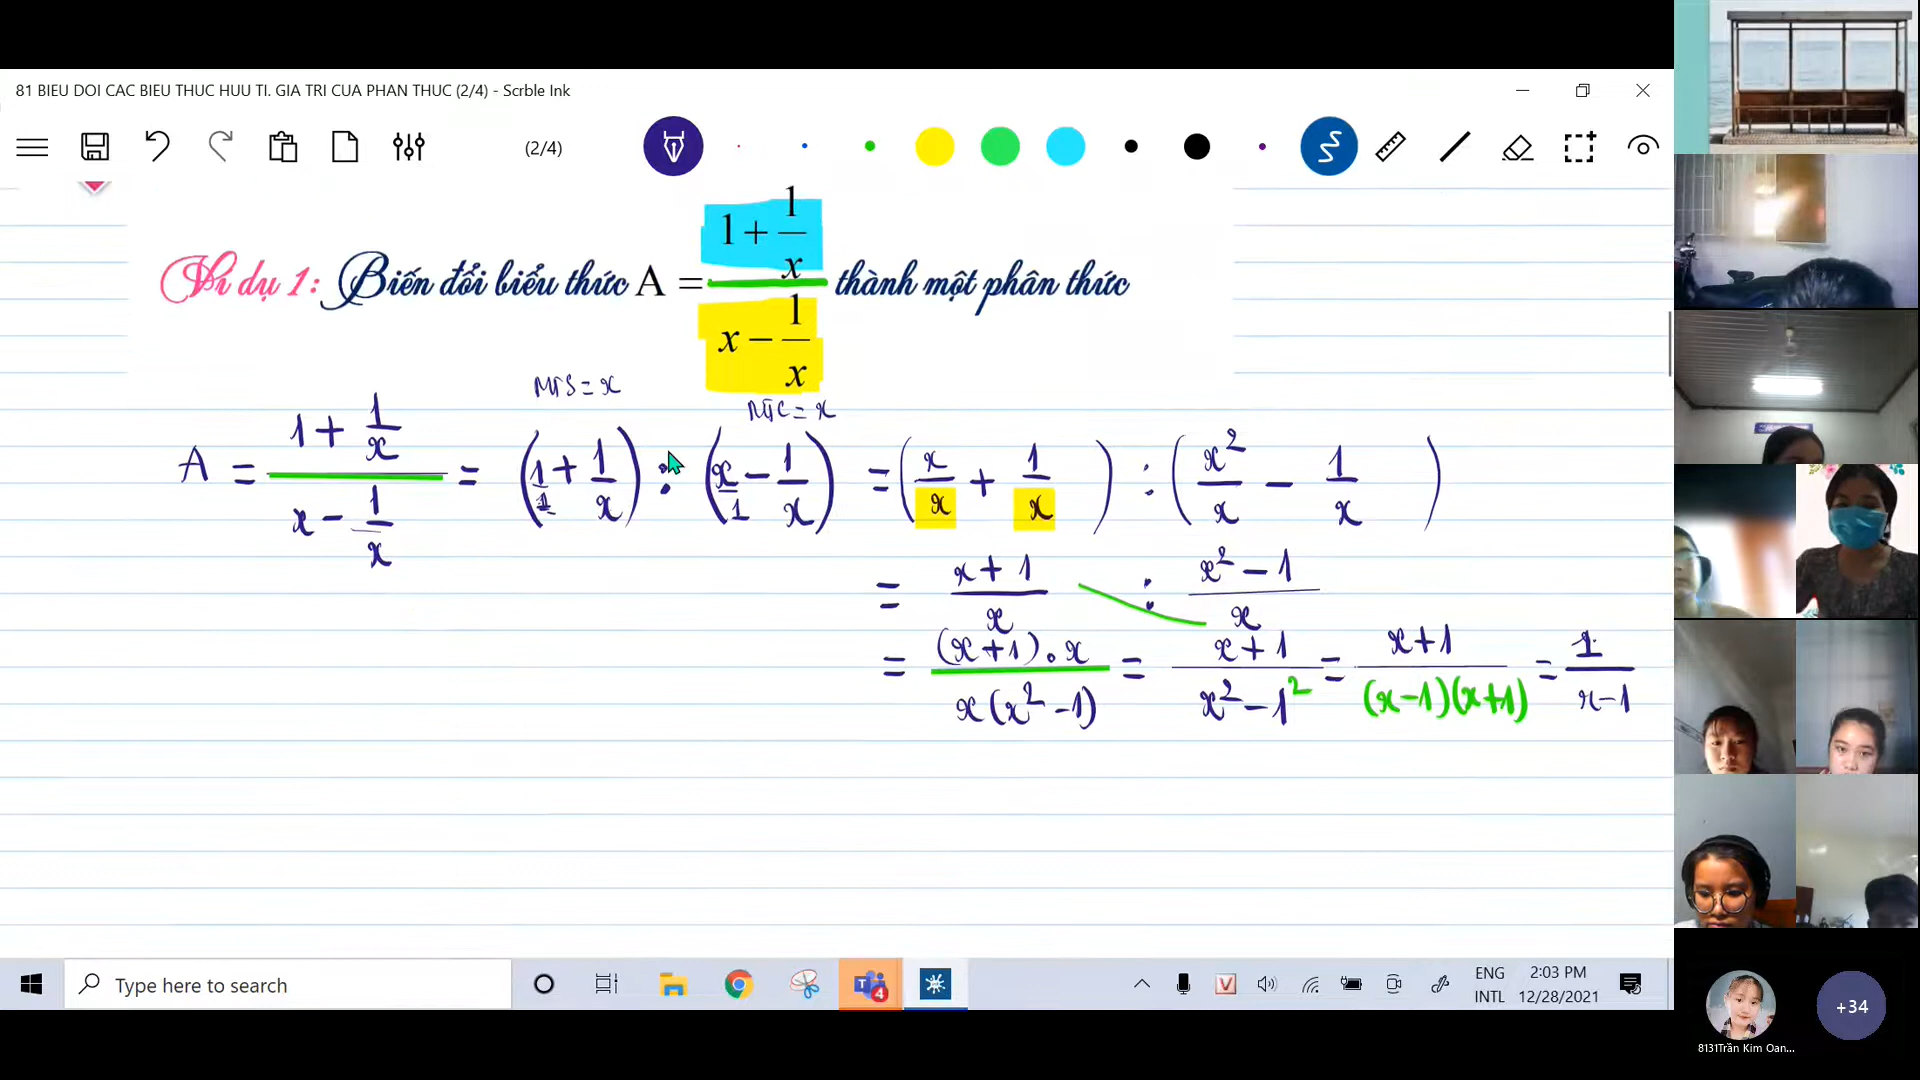 81 BIEU DOI CAC BIEU THUC HUU TI. GIA TRI CUA PHAN THUC (2/4) - Scrble Ink
(2/4)
Ví dụ 1: Biến đổi biểu thức A = (1 + 1/x)/(x − 1/x) thành một phân thức
MTS = x
MTC = x
A = (1 + 1/x)/(x − 1/x) = (1/1 + 1/x) : (x/1 − 1/x) = (x/x + 1/x) : (x²/x − 1/x)
= (x + 1)/x : (x² − 1)/x
= (x+1).x/x(x² − 1) = (x + 1)/(x² − 1²) = (x+1)/(x−1)(x+1) = 1/(x−1)
Type here to search
4
V
ENG
INTL
2:03 PM
12/28/2021
8131Trần Kim Oan...
+34